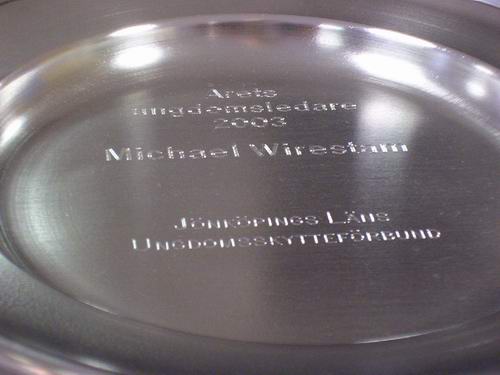 Årets
ungdomsledare
2003
Michael Wirestam
Jönköpings Läns
Ungdomsskytteförbund